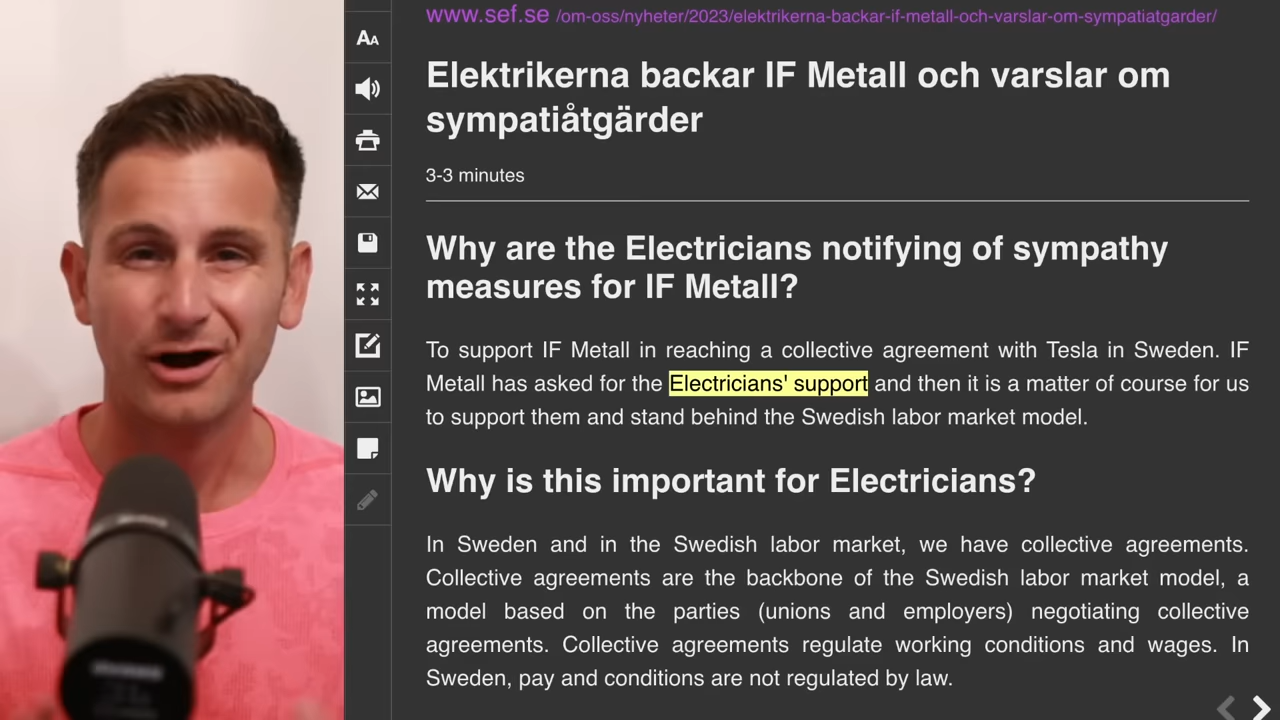 www.sef.se /om-oss/nyheter/2023/elektrikerna-backar-if-metall-och-varslar-om-sympatiatgarder/
Elektrikerna backar IF Metall och varslar om
sympatiåtgärder
3-3 minutes
Why are the Electricians notifying of sympathy
measures for IF Metall?
To support IF Metall in reaching a collective agreement with Tesla in Sweden. IF
Metall has asked for the Electricians' support and then it is a matter of course for us
to support them and stand behind the Swedish labor market model.
Why is this important for Electricians?
In Sweden and in the Swedish labor market, we have collective agreements.
Collective agreements are the backbone of the Swedish labor market model, a
model based on the parties (unions and employers) negotiating collective
agreements. Collective agreements regulate working conditions and wages. In
Sweden, pay and conditions are not regulated by law.